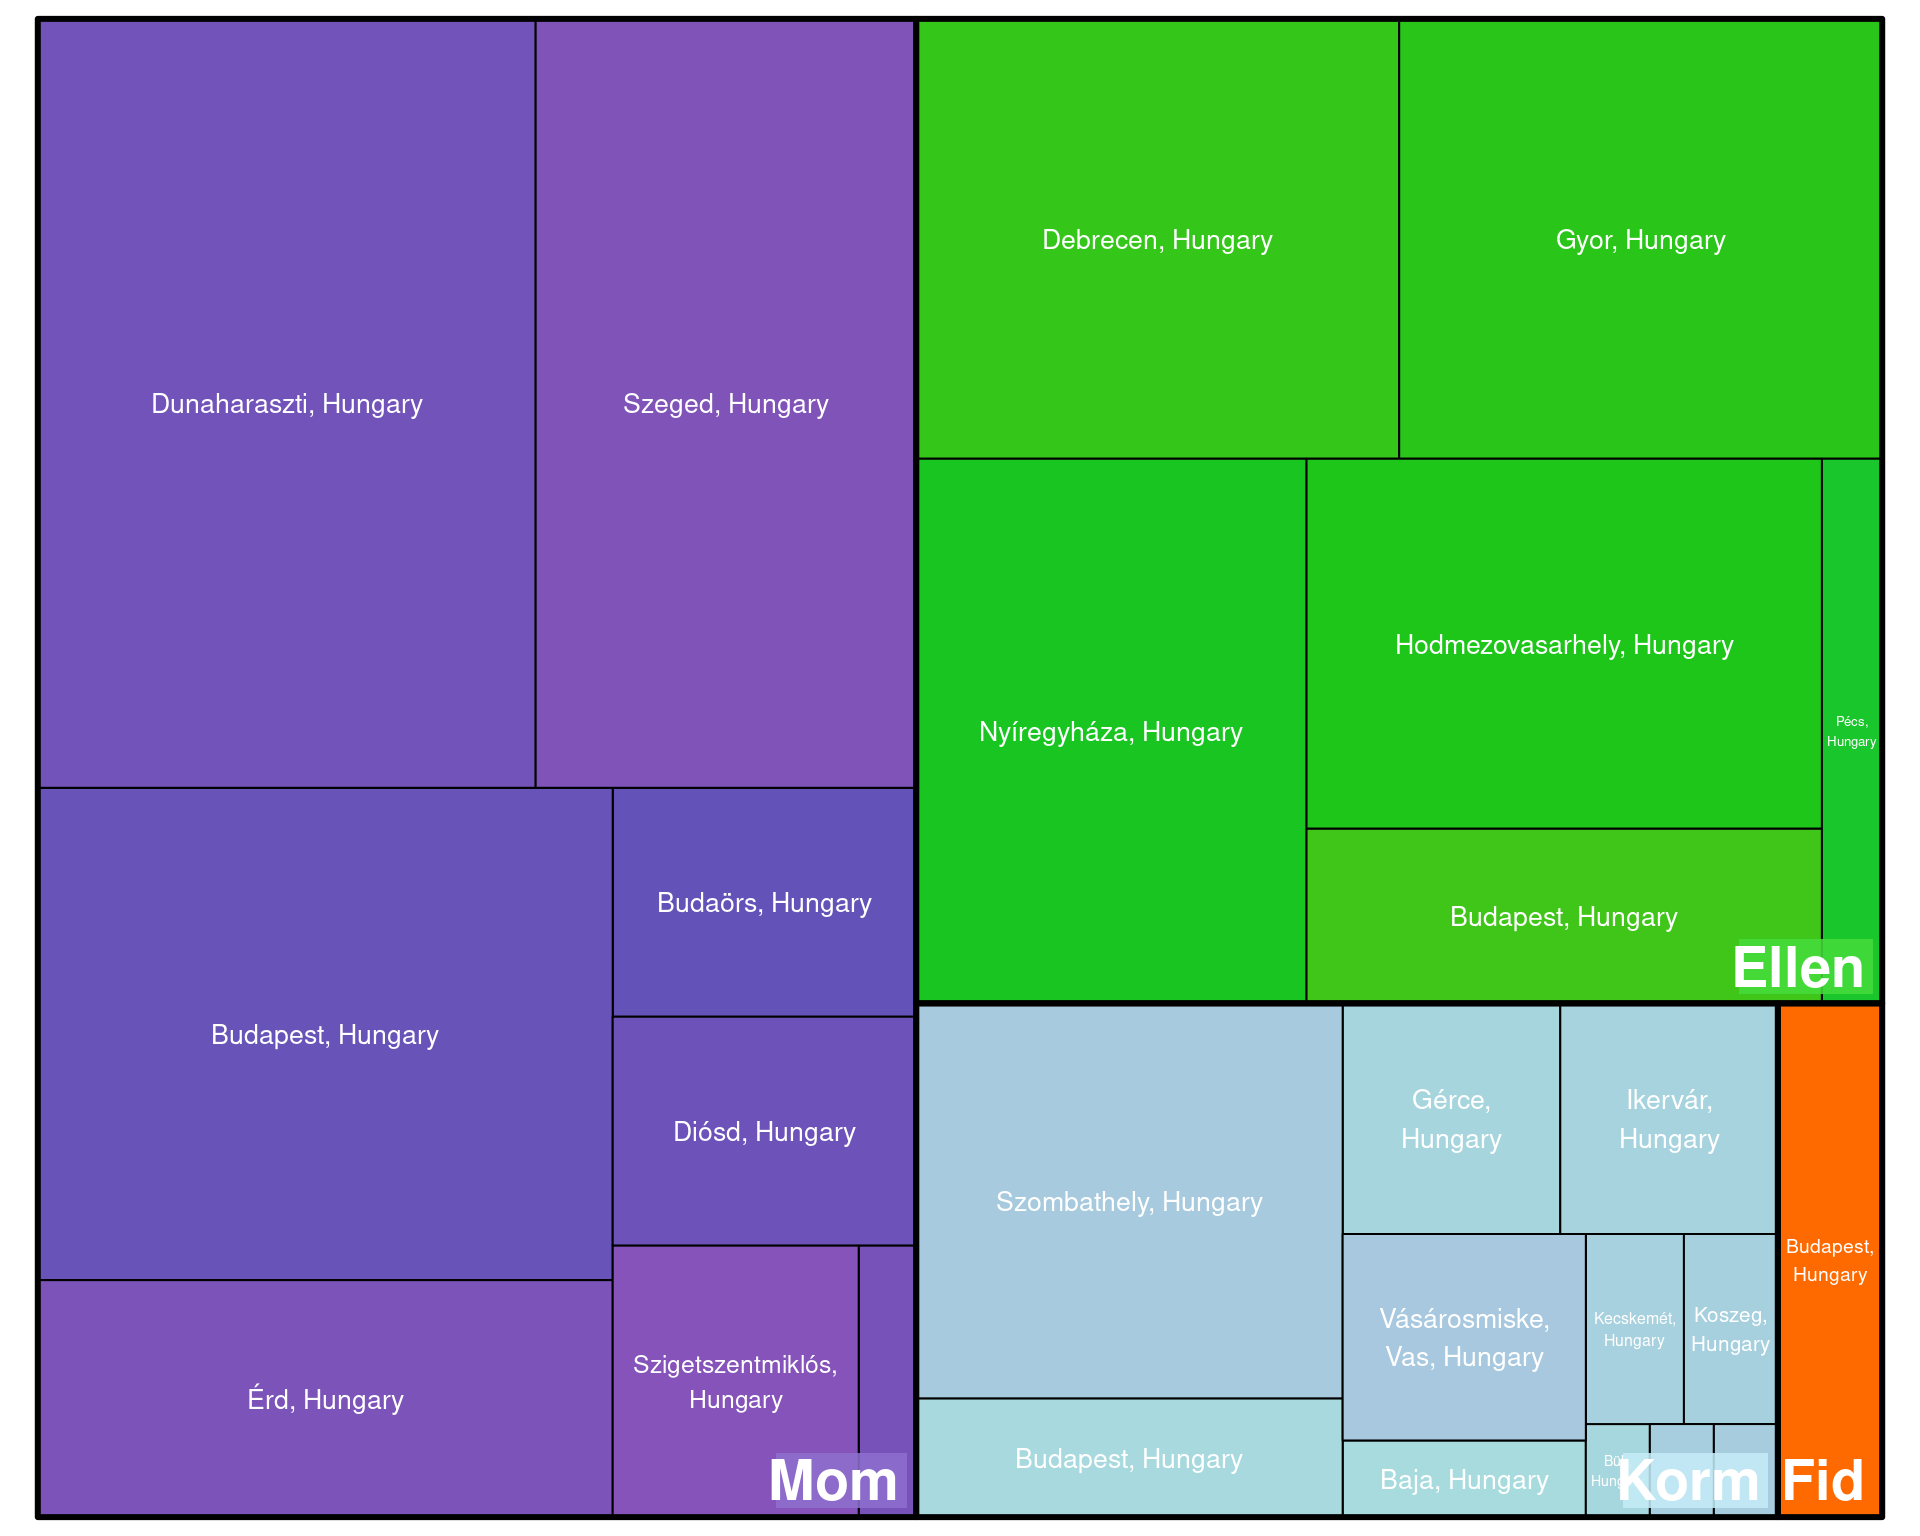 Dunaharaszti, Hungary
Szeged, Hungary
Budapest, Hungary
Budaörs, Hungary
Diósd, Hungary
Érd, Hungary
Szigetszentmiklós,
Hungary
Mom
Debrecen, Hungary
Gyor, Hungary
Nyíregyháza, Hungary
Hodmezovasarhely, Hungary
Pécs,
Hungary
Budapest, Hungary
Ellen
Szombathely, Hungary
Gérce,
Hungary
Ikervár,
Hungary
Vásárosmiske,
Vas, Hungary
Kecskemét,
Hungary
Koszeg,
Hungary
Budapest, Hungary
Baja, Hungary
Korm
Budapest,
Hungary
Fid